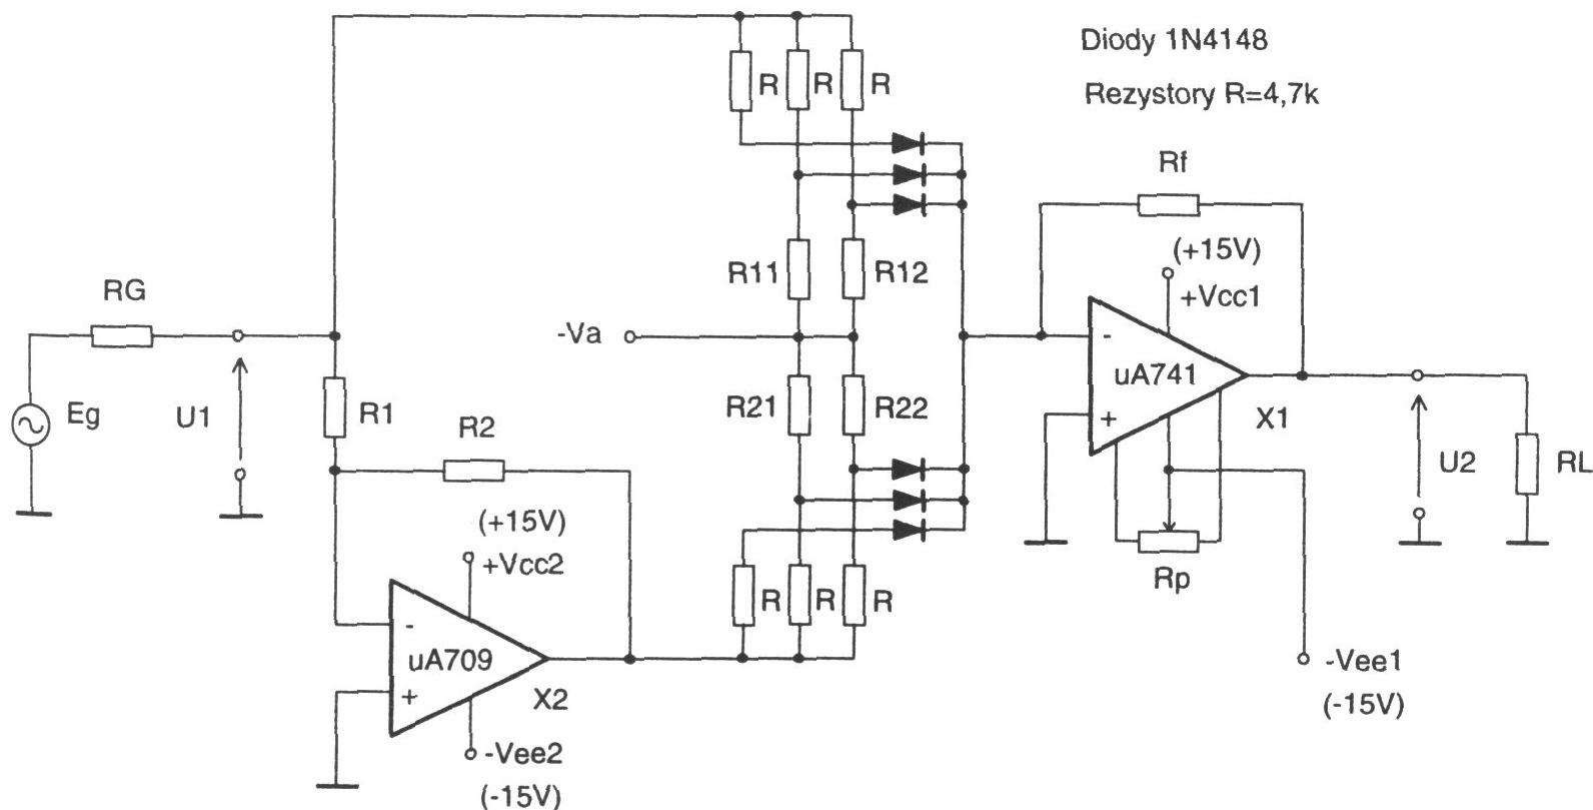 Diody 1N4148
Rezystory R=4,7k
R R R
Rf
(+15V)
+Vcc1
R11 R12
RG
-Va
-
uA741
+
X1
Eg
U1
R1
R2
R21 R22
U2
RL
(+15V)
+Vcc2
Rp
-
uA709
+
X2
R R R
-Vee1
(-15V)
-Vee2
(-15V)